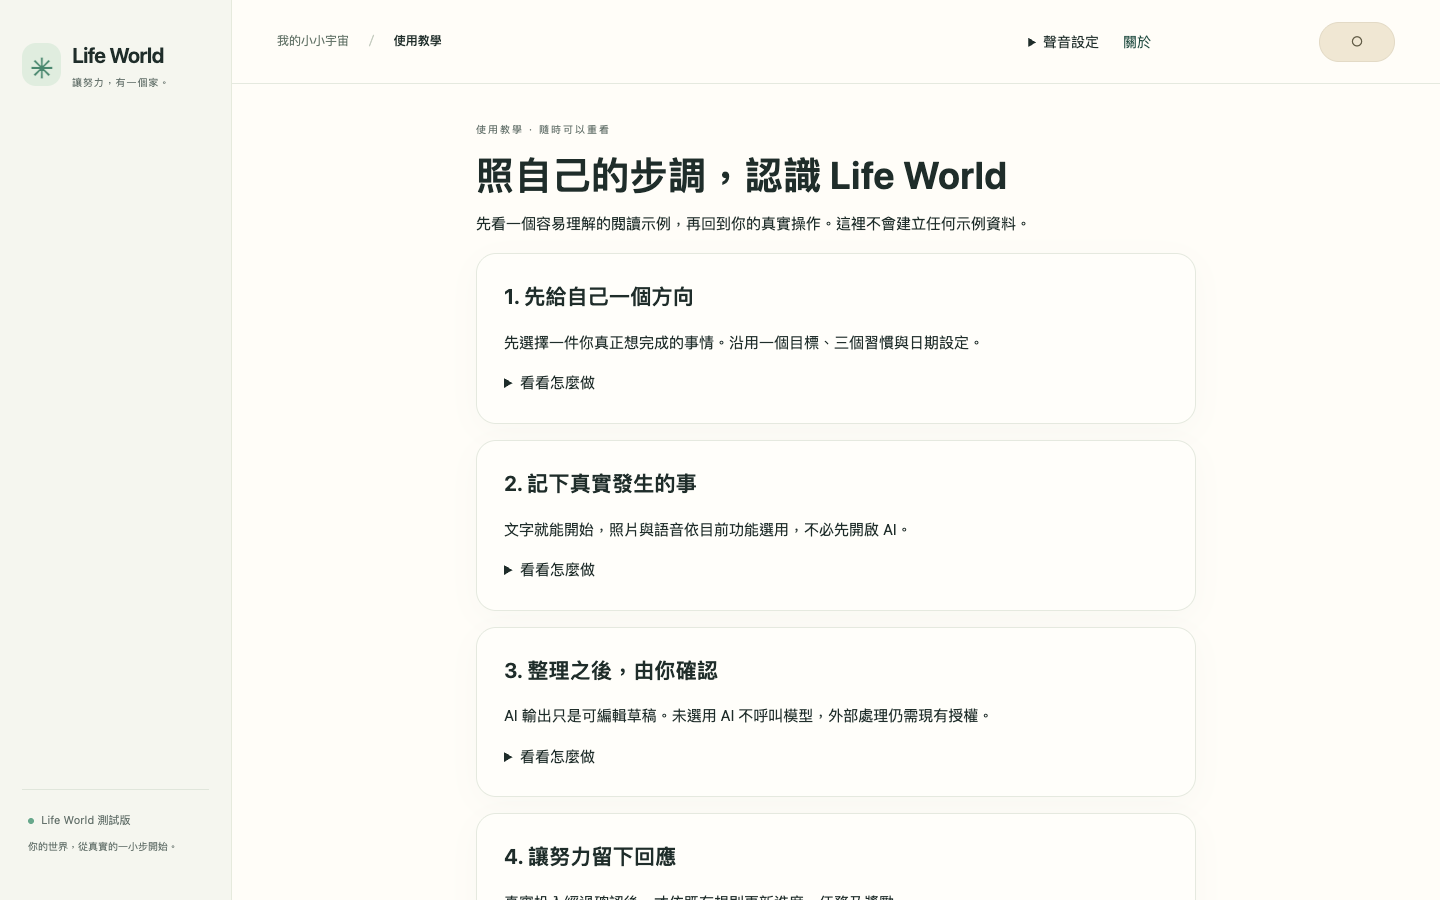 Life World
讓努力，有一個家。
我的小小宇宙 / 使用教學
▶ 聲音設定 關於
使用教學 · 隨時可以重看
照自己的步調，認識 Life World
先看一個容易理解的閱讀示例，再回到你的真實操作。這裡不會建立任何示例資料。
1. 先給自己一個方向
先選擇一件你真正想完成的事情。沿用一個目標、三個習慣與日期設定。
▶ 看看怎麼做
2. 記下真實發生的事
文字就能開始，照片與語音依目前功能選用，不必先開啟 AI。
▶ 看看怎麼做
3. 整理之後，由你確認
AI 輸出只是可編輯草稿。未選用 AI 不呼叫模型，外部處理仍需現有授權。
▶ 看看怎麼做
4. 讓努力留下回應
Life World 測試版
你的世界，從真實的一小步開始。